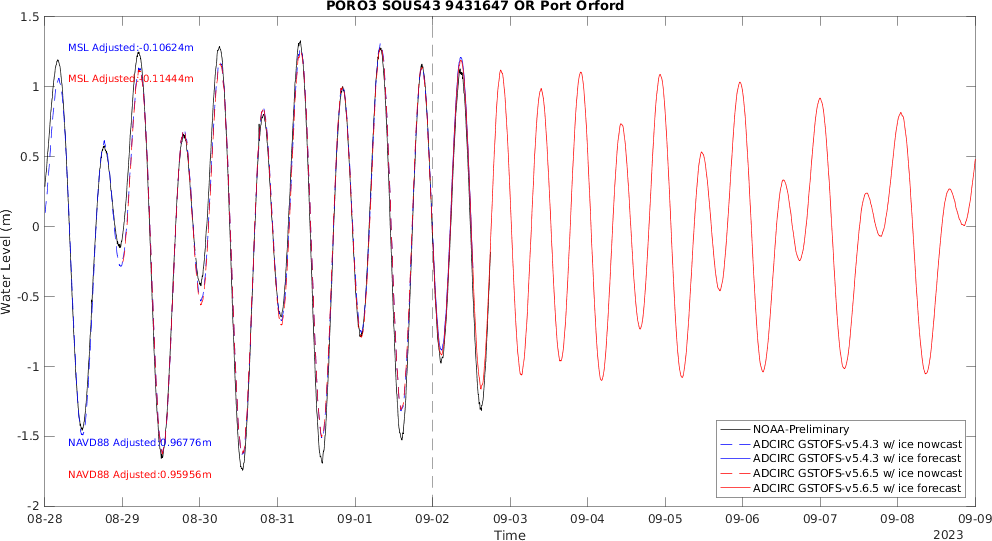 PORO3 SOUS43 9431647 OR Port Orford
1.5
1
0.5
0
-0.5
-1
-1.5
-2
Water Level (m)
MSL Adjusted:-0.10624m
MSL Adjusted:-0.11444m
NAVD88 Adjusted:0.96776m
NAVD88 Adjusted:0.95956m
NOAA-Preliminary
ADCIRC GSTOFS-v5.4.3 w/ ice nowcast
ADCIRC GSTOFS-v5.4.3 w/ ice forecast
ADCIRC GSTOFS-v5.6.5 w/ ice nowcast
ADCIRC GSTOFS-v5.6.5 w/ ice forecast
08-28 08-29 08-30 08-31 09-01 09-02 09-03 09-04 09-05 09-06 09-07 09-08 09-09
Time
2023